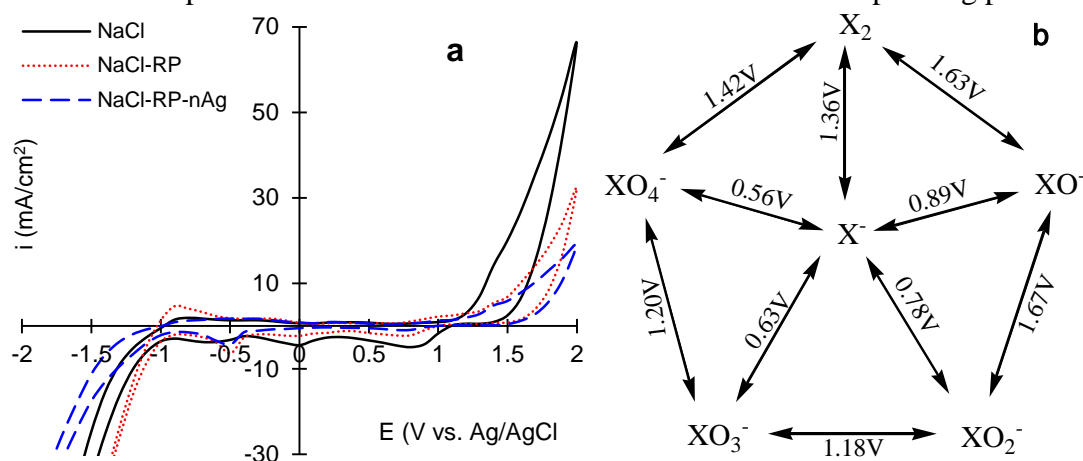 NaCl
NaCl-RP
NaCl-RP-nAg
a
i (mA/cm²)
70
50
30
10
-10
-30
-2
-1.5
-1
-0.5
0
0.5
1
1.5
2
E (V vs. Ag/AgCl
b
X₂
1.42V
1.36V
1.63V
XO₄⁻
0.56V
0.89V
XO⁻
X⁻
1.20V
0.63V
0.78V
1.67V
XO₃⁻
1.18V
XO₂⁻